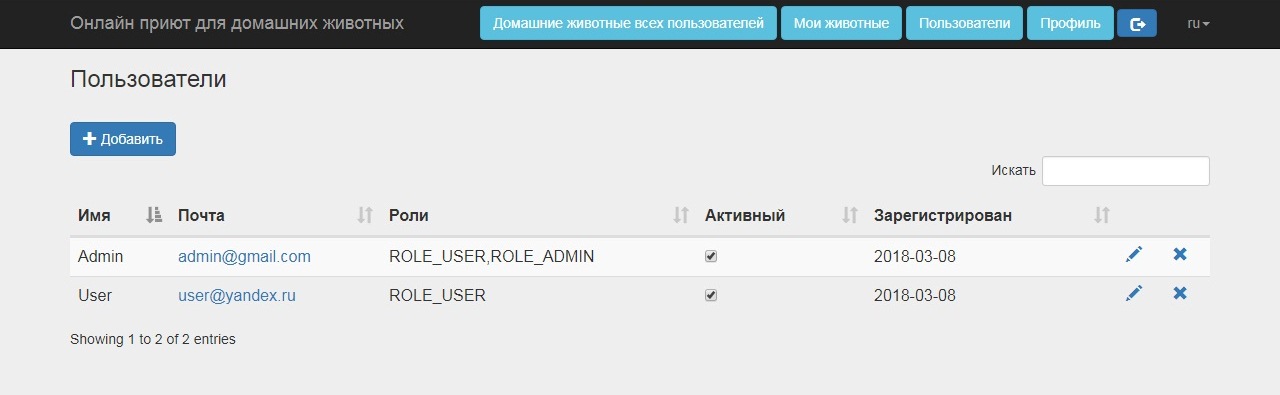 Онлайн приют для домашних животных Домашние животные всех пользователей Мои животные Пользователи Профиль ru
Пользователи
Добавить
Искать
Имя Почта Роли Активный Зарегистрирован
Admin admin@gmail.com ROLE_USER,ROLE_ADMIN 2018-03-08
User user@yandex.ru ROLE_USER 2018-03-08
Showing 1 to 2 of 2 entries